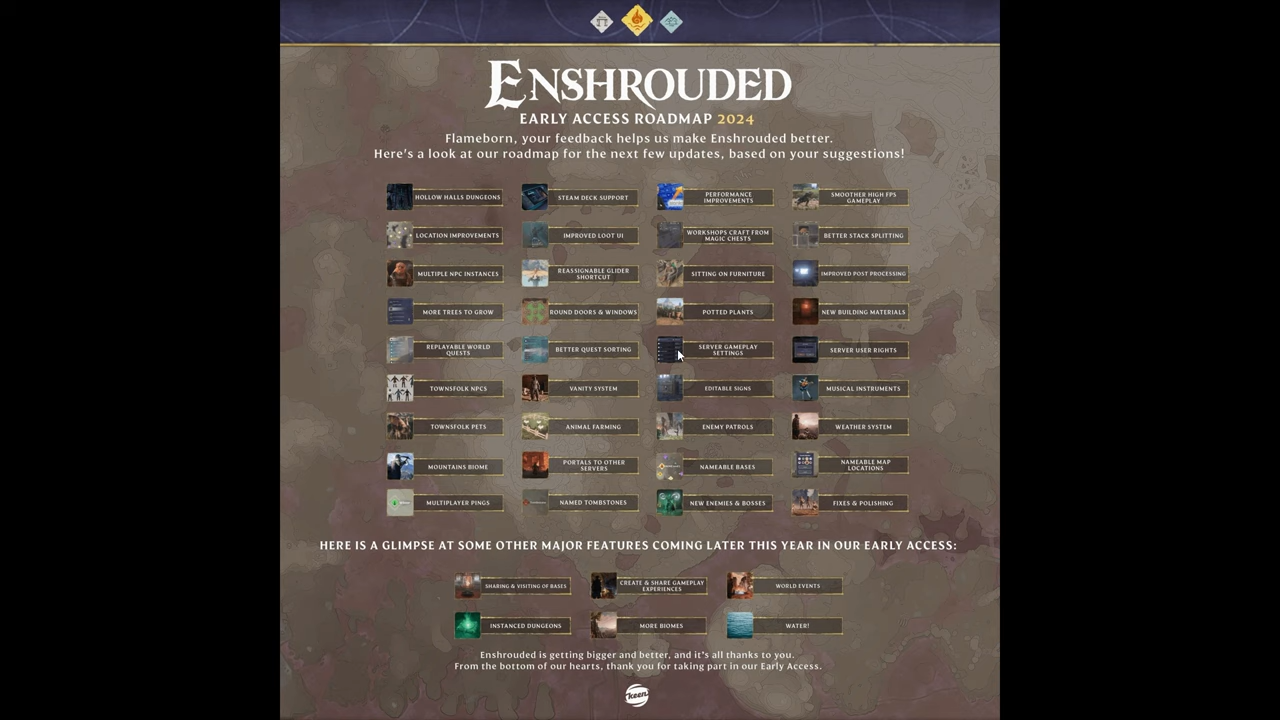 ENSHROUDED
EARLY ACCESS ROADMAP 2024
Flameborn, your feedback helps us make Enshrouded better.
Here's a look at our roadmap for the next few updates, based on your suggestions!
HOLLOW HALLS DUNGEONS
STEAM DECK SUPPORT
PERFORMANCE
IMPROVEMENTS
SMOOTHER HIGH FPS
GAMEPLAY
LOCATION IMPROVEMENTS
IMPROVED LOOT UI
WORKSHOPS CRAFT FROM
MAGIC CHESTS
BETTER STACK SPLITTING
MULTIPLE NPC INSTANCES
REASSIGNABLE GLIDER
SHORTCUT
SITTING ON FURNITURE
IMPROVED POST PROCESSING
MORE TREES TO GROW
ROUND DOORS & WINDOWS
POTTED PLANTS
NEW BUILDING MATERIALS
REPLAYABLE WORLD
QUESTS
BETTER QUEST SORTING
SERVER GAMEPLAY
SETTINGS
SERVER USER RIGHTS
TOWNSFOLK NPCS
VANITY SYSTEM
EDITABLE SIGNS
MUSICAL INSTRUMENTS
TOWNSFOLK PETS
ANIMAL FARMING
ENEMY PATROLS
WEATHER SYSTEM
MOUNTAINS BIOME
PORTALS TO OTHER
SERVERS
NAMEABLE BASES
NAMEABLE MAP
LOCATIONS
MULTIPLAYER PINGS
NAMED TOMBSTONES
NEW ENEMIES & BOSSES
FIXES & POLISHING
HERE IS A GLIMPSE AT SOME OTHER MAJOR FEATURES COMING LATER THIS YEAR IN OUR EARLY ACCESS:
SHARING & VISITING OF BASES
CREATE & SHARE GAMEPLAY
EXPERIENCES
WORLD EVENTS
INSTANCED DUNGEONS
MORE BIOMES
WATER!
Enshrouded is getting bigger and better, and it's all thanks to you.
From the bottom of our hearts, thank you for taking part in our Early Access.
keen